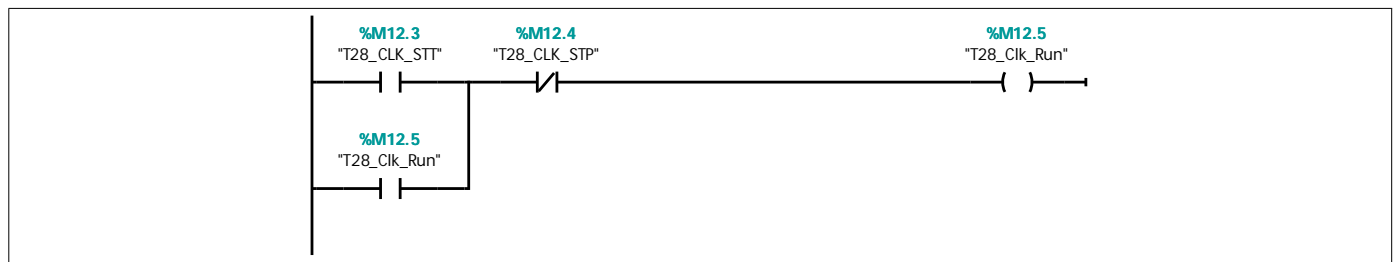 %M12.3
"T28_CLK_STT"
%M12.4
"T28_CLK_STP"
%M12.5
"T28_Clk_Run"
%M12.5
"T28_Clk_Run"